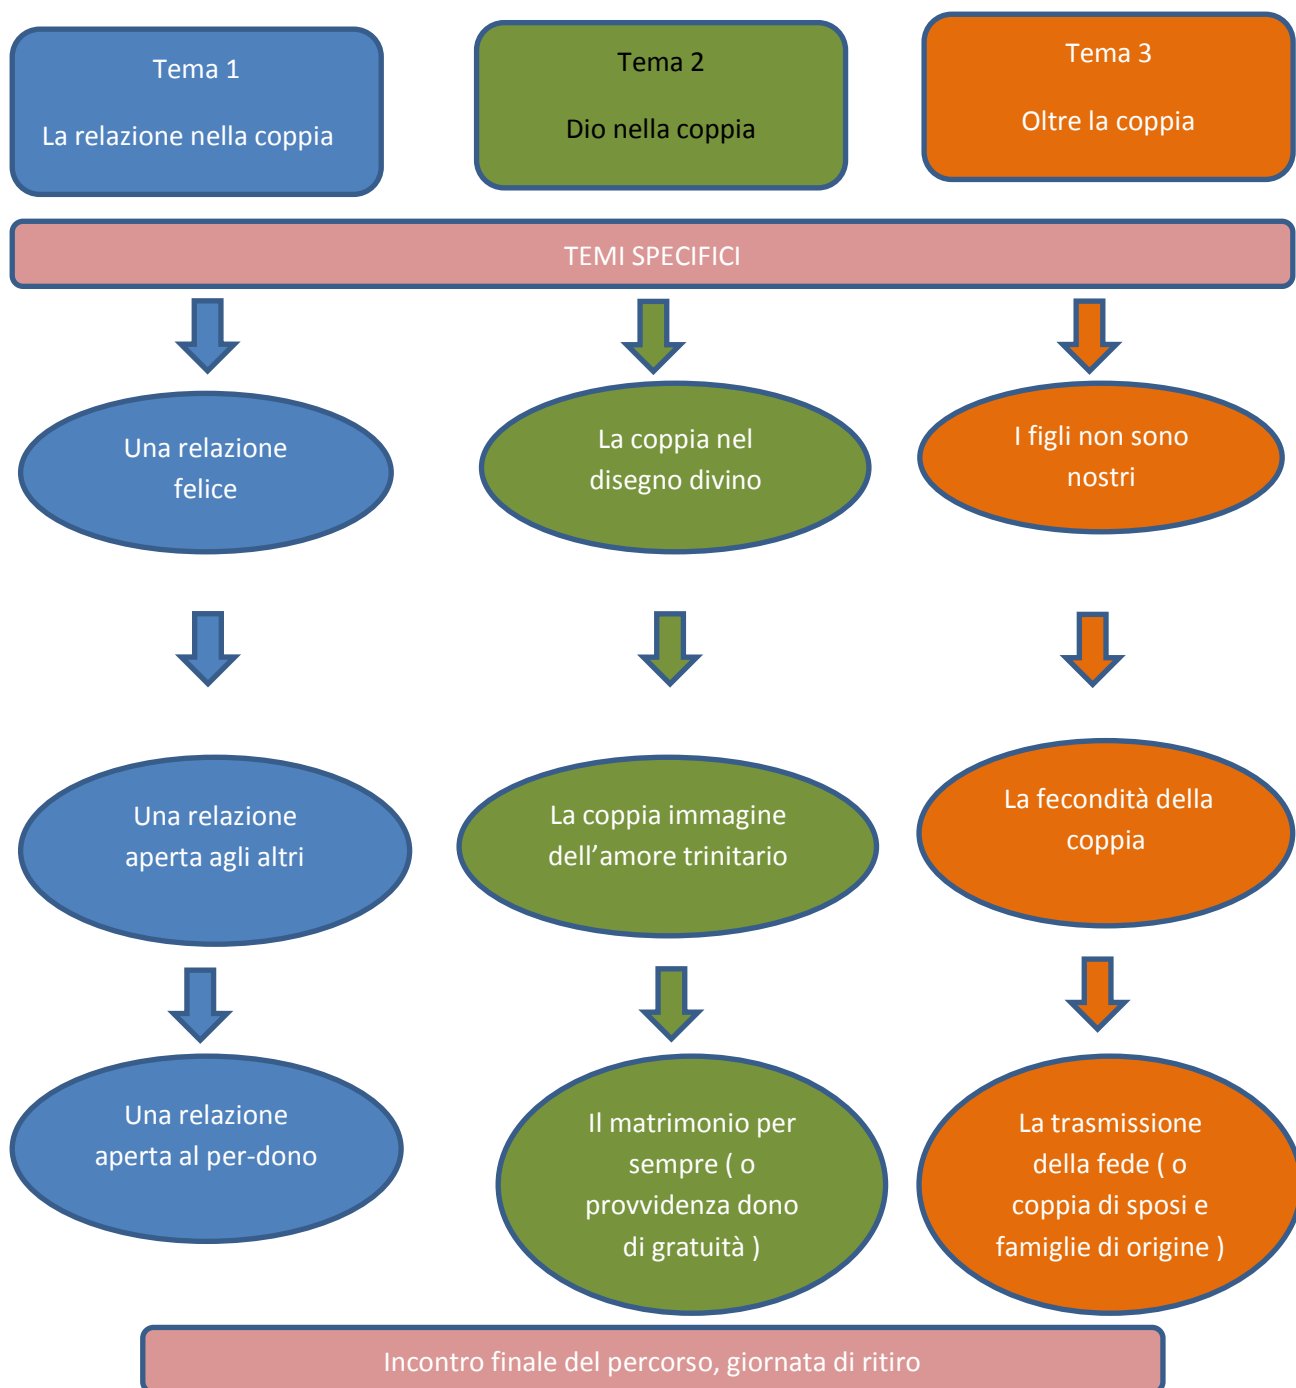 Tema 1
La relazione nella coppia
Tema 2
Dio nella coppia
Tema 3
Oltre la coppia
TEMI SPECIFICI
Una relazione
felice
La coppia nel
disegno divino
I figli non sono
nostri
Una relazione
aperta agli altri
La coppia immagine
dell’amore trinitario
La fecondità della
coppia
Una relazione
aperta al per-dono
Il matrimonio per
sempre ( o
provvidenza dono
di gratuità )
La trasmissione
della fede ( o
coppia di sposi e
famiglie di origine )
Incontro finale del percorso, giornata di ritiro